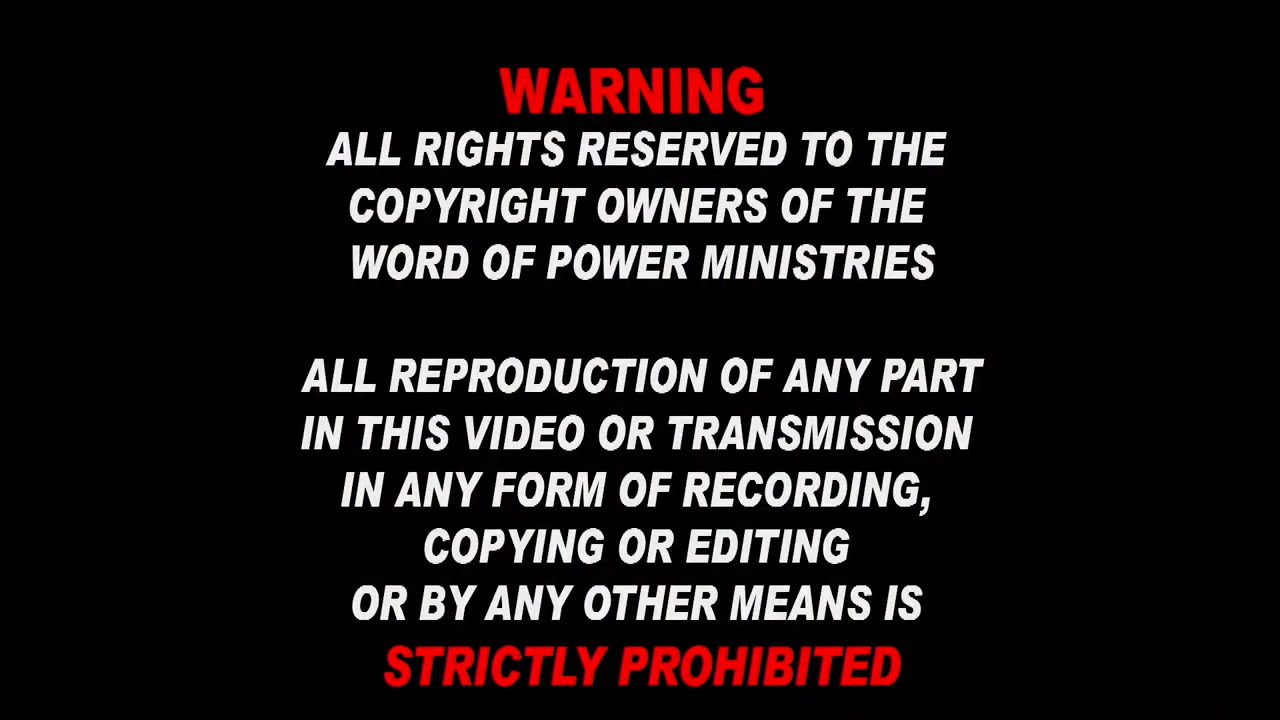 WARNING
ALL RIGHTS RESERVED TO THE
COPYRIGHT OWNERS OF THE
WORD OF POWER MINISTRIES
ALL REPRODUCTION OF ANY PART
IN THIS VIDEO OR TRANSMISSION
IN ANY FORM OF RECORDING,
COPYING OR EDITING
OR BY ANY OTHER MEANS IS
STRICTLY PROHIBITED